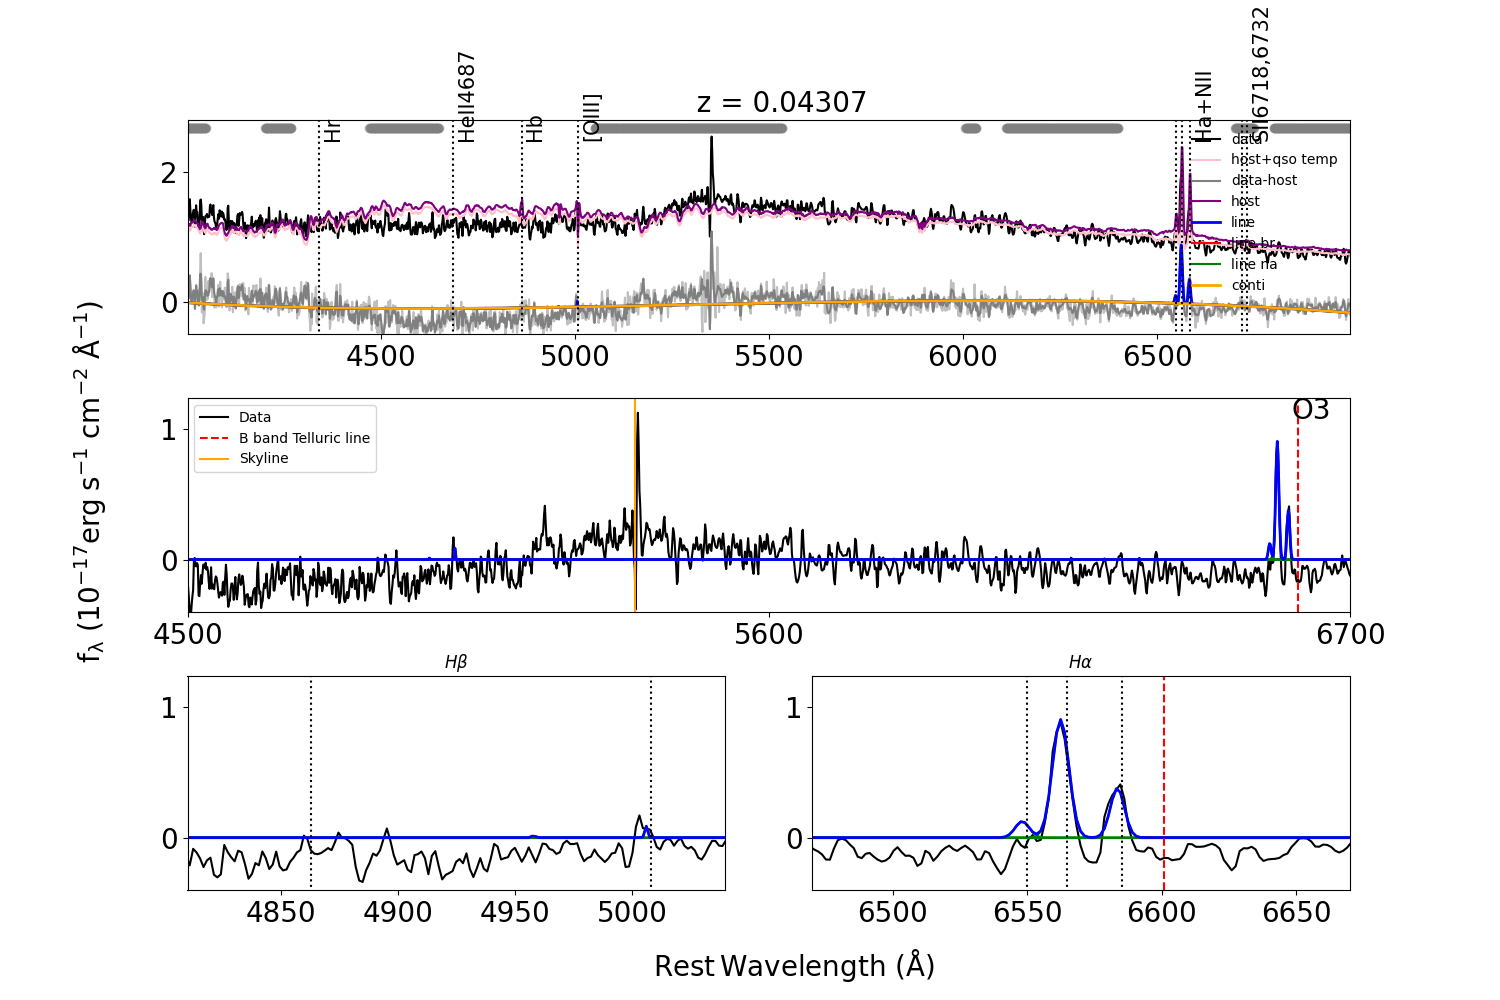 z = 0.04307
Hr
HeII4687
Hb
[OIII]
Ha+NII
SII6718,6732
data
host+qso temp
data-host
host
line
line br
line na
conti
2
0
4500
5000
5500
6000
6500
Data
B band Telluric line
Skyline
O3
1
0
4500
5600
6700
fλ (10⁻¹⁷erg s⁻¹ cm⁻² Å⁻¹)
Hβ
1
0
4850
4900
4950
5000
Hα
1
0
6500
6550
6600
6650
Rest Wavelength (Å)